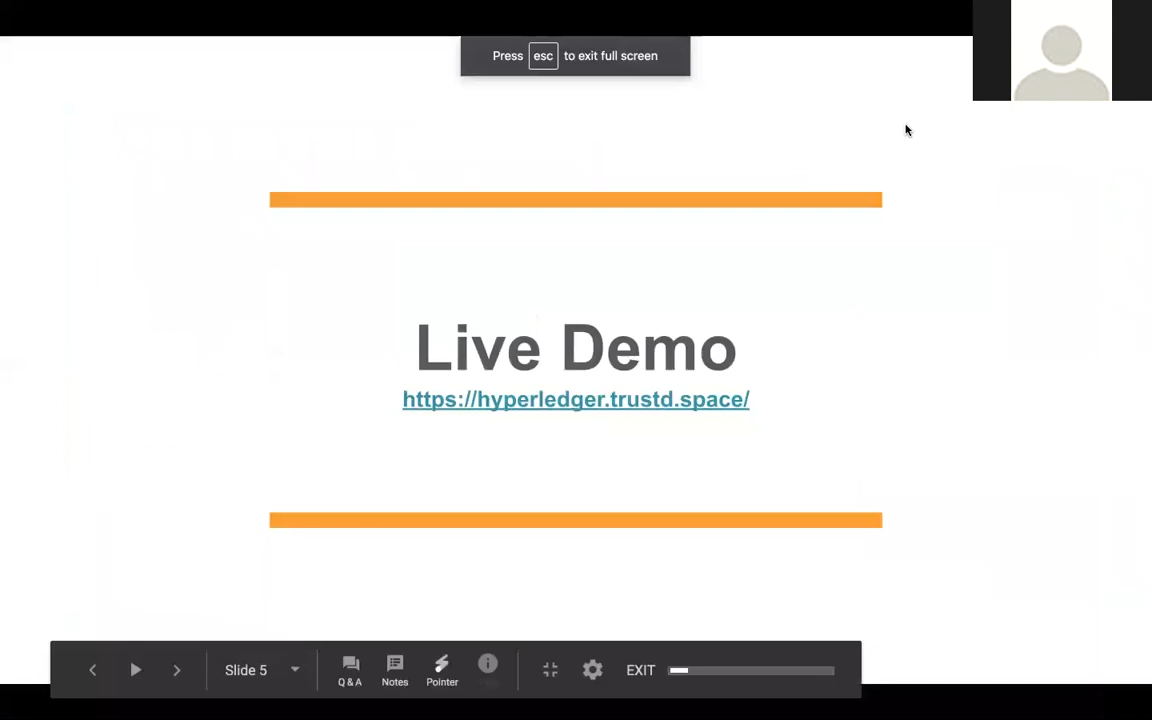 Press esc to exit full screen
Live Demo
https://hyperledger.trustd.space/
Slide 5
Q & A
Notes
Pointer
EXIT